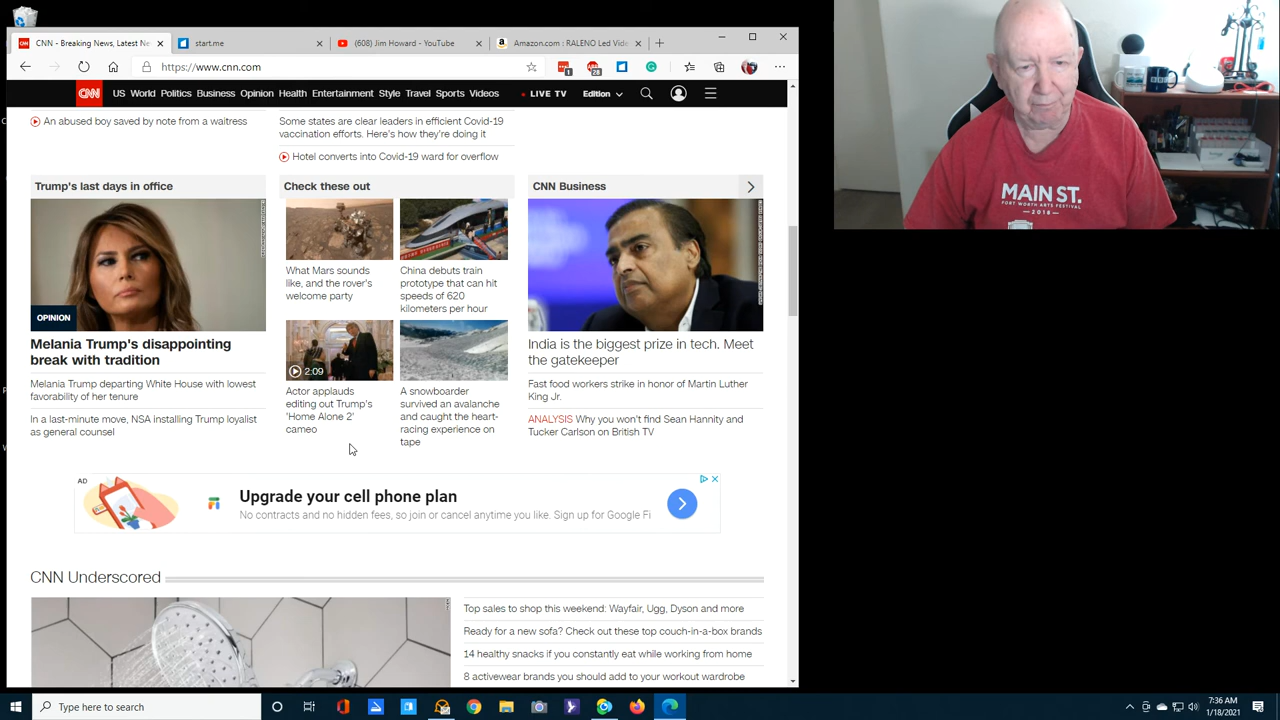 CNN - Breaking News, Latest Ne
start.me
(608) Jim Howard - YouTube
Amazon.com : RALENO Led Vide
https://www.cnn.com
1
28
CNN
US World Politics Business Opinion Health Entertainment Style Travel Sports Videos
LIVE TV
Edition
An abused boy saved by note from a waitress
Some states are clear leaders in efficient Covid-19
vaccination efforts. Here's how they're doing it
Hotel converts into Covid-19 ward for overflow
Trump's last days in office
OPINION
Melania Trump's disappointing
break with tradition
Melania Trump departing White House with lowest
favorability of her tenure
In a last-minute move, NSA installing Trump loyalist
as general counsel
Check these out
What Mars sounds
like, and the rover's
welcome party
China debuts train
prototype that can hit
speeds of 620
kilometers per hour
2:09
Actor applauds
editing out Trump's
'Home Alone 2'
cameo
A snowboarder
survived an avalanche
and caught the heart-
racing experience on
tape
CNN Business
India is the biggest prize in tech. Meet
the gatekeeper
Fast food workers strike in honor of Martin Luther
King Jr.
ANALYSIS Why you won't find Sean Hannity and
Tucker Carlson on British TV
AD
Upgrade your cell phone plan
No contracts and no hidden fees, so join or cancel anytime you like. Sign up for Google Fi
CNN Underscored
Top sales to shop this weekend: Wayfair, Ugg, Dyson and more
Ready for a new sofa? Check out these top couch-in-a-box brands
14 healthy snacks if you constantly eat while working from home
8 activewear brands you should add to your workout wardrobe
MAIN ST.
FORT WORTH ARTS FESTIVAL
2018
Type here to search
7:36 AM
1/18/2021